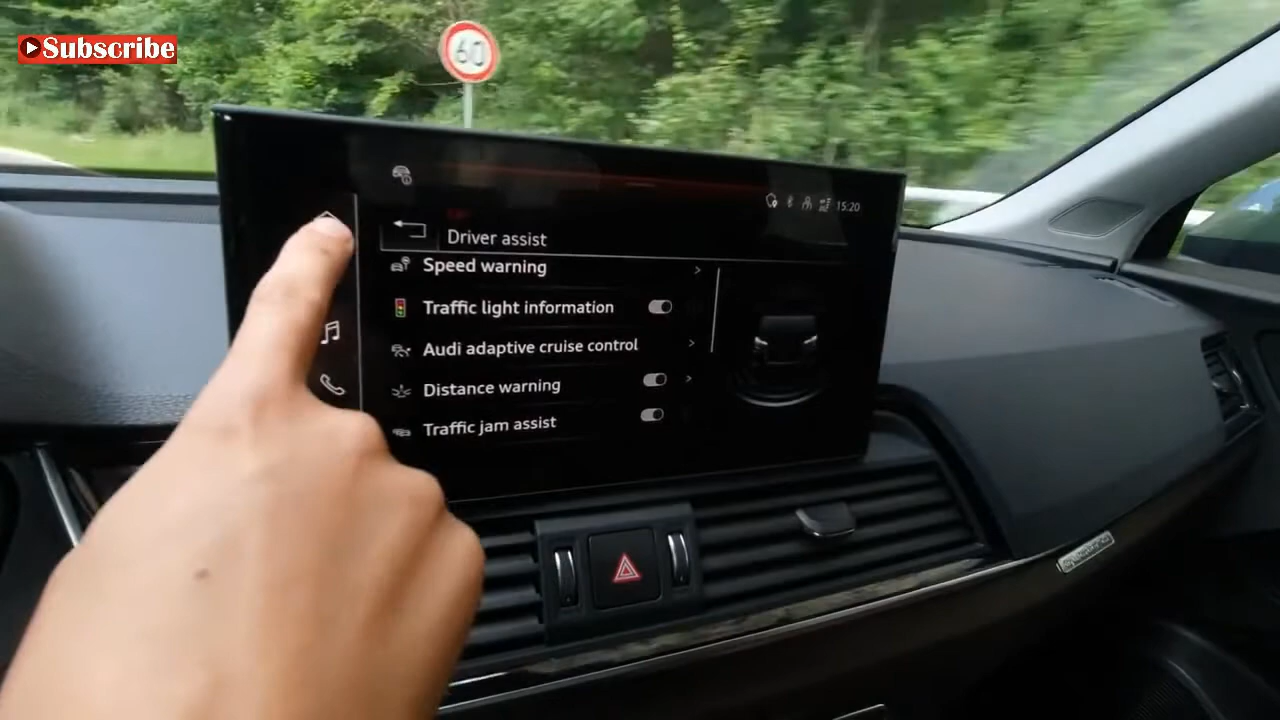 Subscribe
60
15:20
Driver assist
Speed warning
Traffic light information
Audi adaptive cruise control
Distance warning
Traffic jam assist